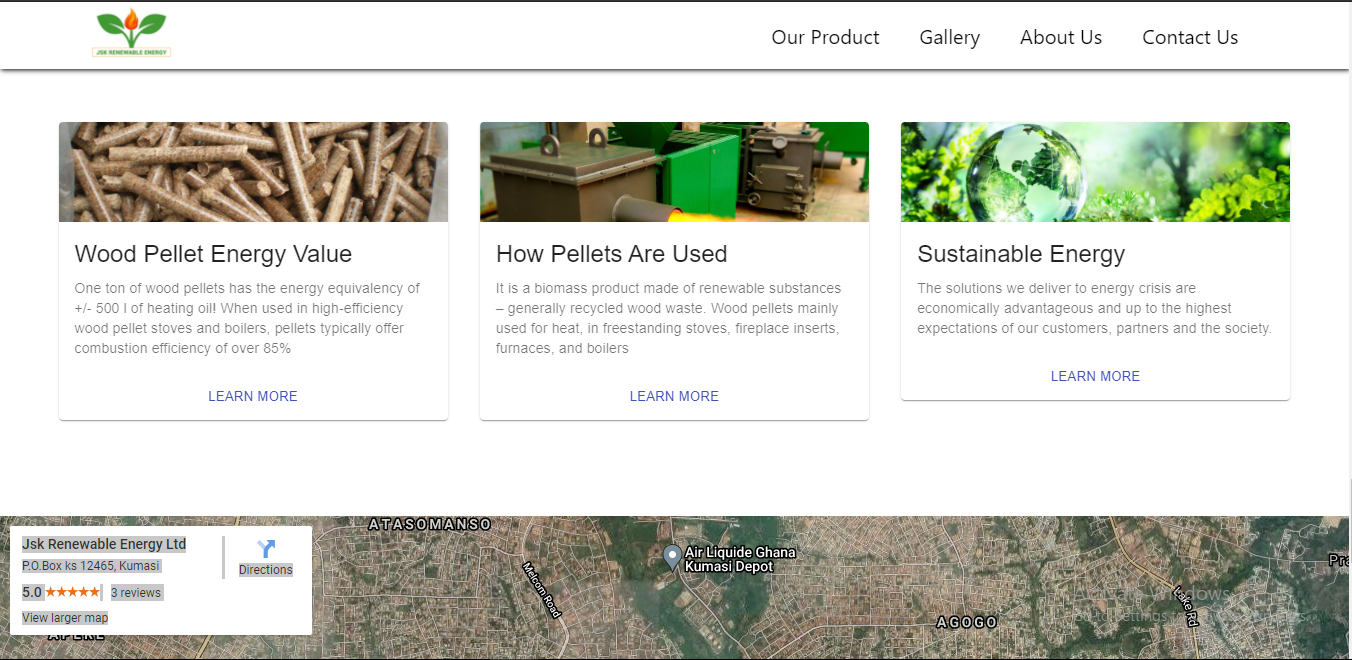 JSK RENEWABLE ENERGY
Our Product
Gallery
About Us
Contact Us
Wood Pellet Energy Value
One ton of wood pellets has the energy equivalency of
+/- 500 l of heating oil! When used in high-efficiency
wood pellet stoves and boilers, pellets typically offer
combustion efficiency of over 85%
LEARN MORE
How Pellets Are Used
It is a biomass product made of renewable substances
– generally recycled wood waste. Wood pellets mainly
used for heat, in freestanding stoves, fireplace inserts,
furnaces, and boilers
LEARN MORE
Sustainable Energy
The solutions we deliver to energy crisis are
economically advantageous and up to the highest
expectations of our customers, partners and the society.
LEARN MORE
Jsk Renewable Energy Ltd
P.O.Box ks 12465, Kumasi
5.0
3 reviews
View larger map
Directions
ATASOMANSO
Melcom Road
Air Liquide Ghana
Kumasi Depot
AGOGO
Lake Rd
Pra
APEKE
Activate Windows